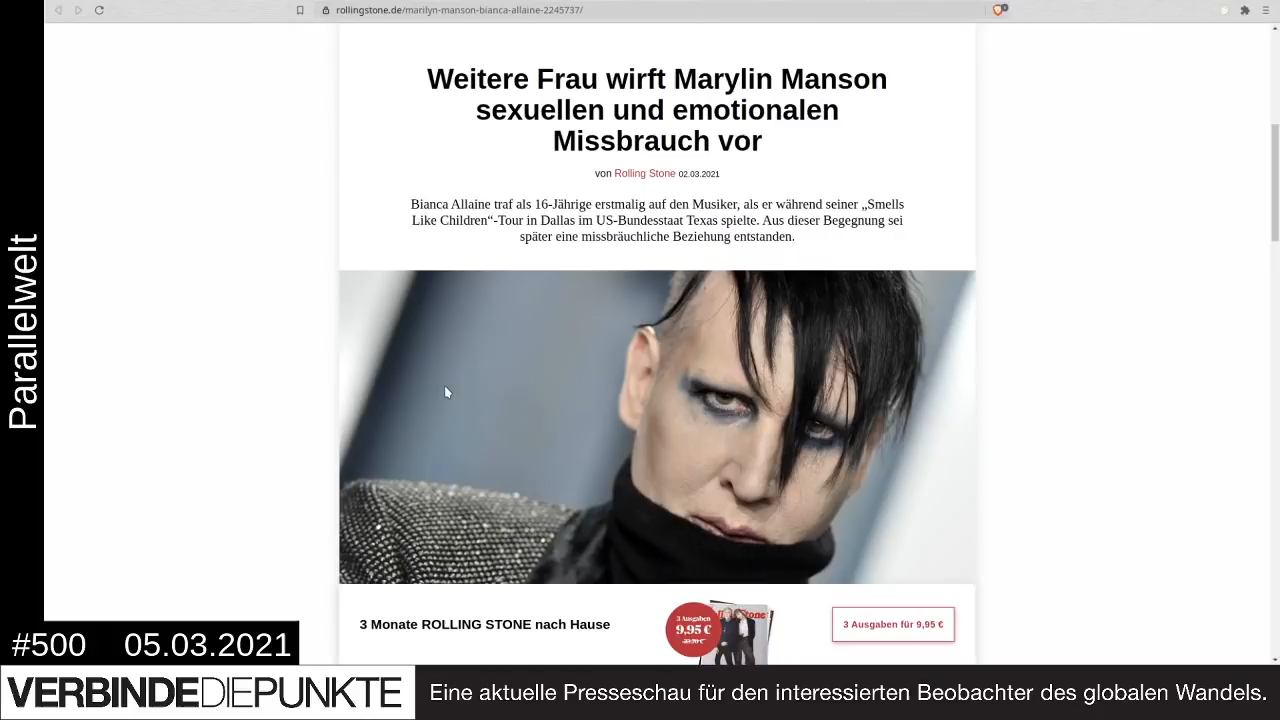 rollingstone.de/marilyn-manson-bianca-allaine-2245737/
Weitere Frau wirft Marylin Manson
sexuellen und emotionalen
Missbrauch vor
von Rolling Stone 02.03.2021
Bianca Allaine traf als 16-Jährige erstmalig auf den Musiker, als er während seiner „Smells
Like Children“-Tour in Dallas im US-Bundesstaat Texas spielte. Aus dieser Begegnung sei
später eine missbräuchliche Beziehung entstanden.
Parallelwelt
3 Monate ROLLING STONE nach Hause
3 Ausgaben
9,95 €
3 Ausgaben für 9,95 €
#500 05.03.2021
VERBINDEDIEPUNKTE
Eine aktuelle Presseschau für den interessierten Beobachter des globalen Wandels.